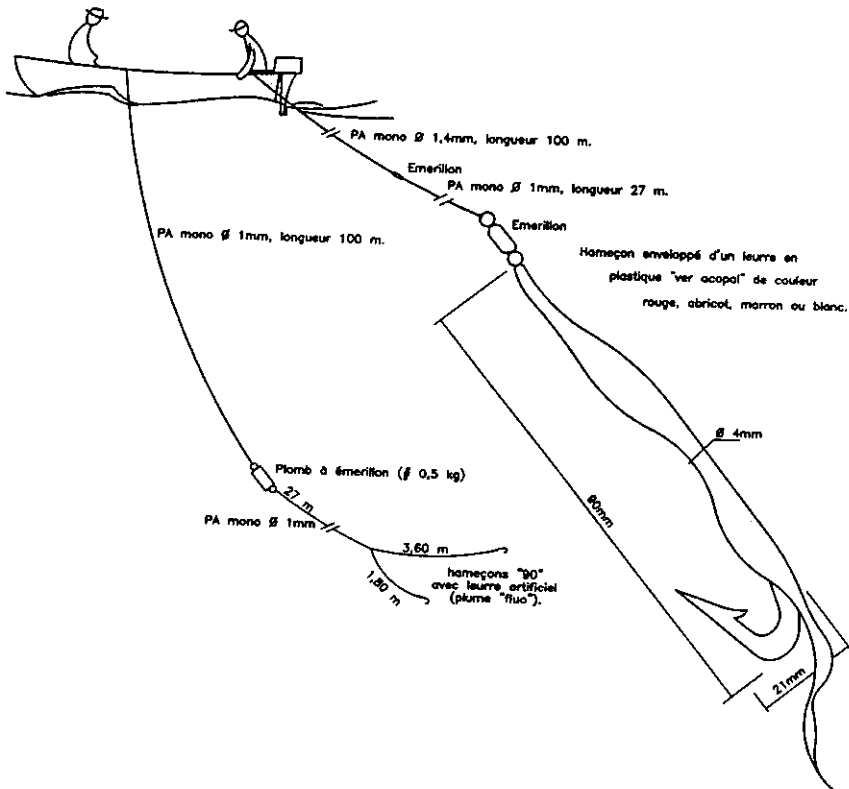 PA mono Ø 1,4mm, longueur 100 m.
Emerillon
PA mono Ø 1mm, longueur 27 m.
Emerillon
PA mono Ø 1mm, longueur 100 m.
Hameçon enveloppé d'un leurre en
plastique "ver acopal" de couleur
rouge, abricot, marron ou blanc.
Ø 4mm
Plomb à émerillon (# 0,5 kg)
27 m
90mm
PA mono Ø 1mm
3,60 m
hameçons "90"
avec leurre artificiel
(plume "fluo").
1,80 m
21mm